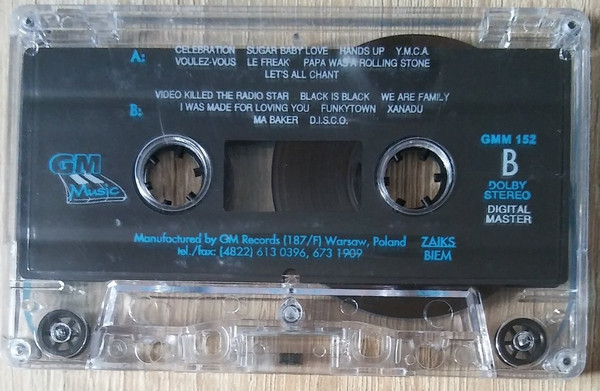 A:
CELEBRATION SUGAR BABY LOVE HANDS UP Y.M.C.A.
VOULEZ-VOUS LE FREAK PAPA WAS A ROLLING STONE
LET'S ALL CHANT
B:
VIDEO KILLED THE RADIO STAR BLACK IS BLACK WE ARE FAMILY
I WAS MADE FOR LOVING YOU FUNKYTOWN XANADU
MA BAKER D.I.S.C.O.
GM
Music
GMM 152
B
DOLBY
STEREO
DIGITAL
MASTER
Manufactured by GM Records (187/F) Warsaw, Poland
tel./fax: (4822) 613 0396, 673 1909
ZAIKS
BIEM